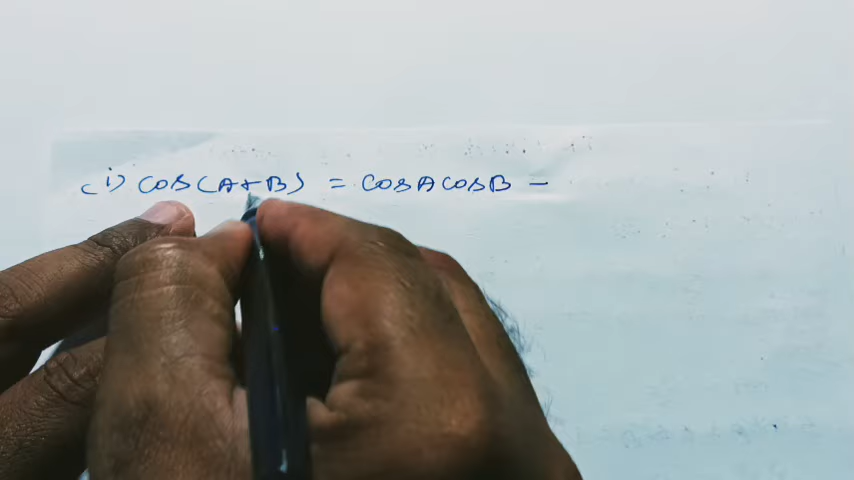 (i) cos(A+B) = cosAcosB -